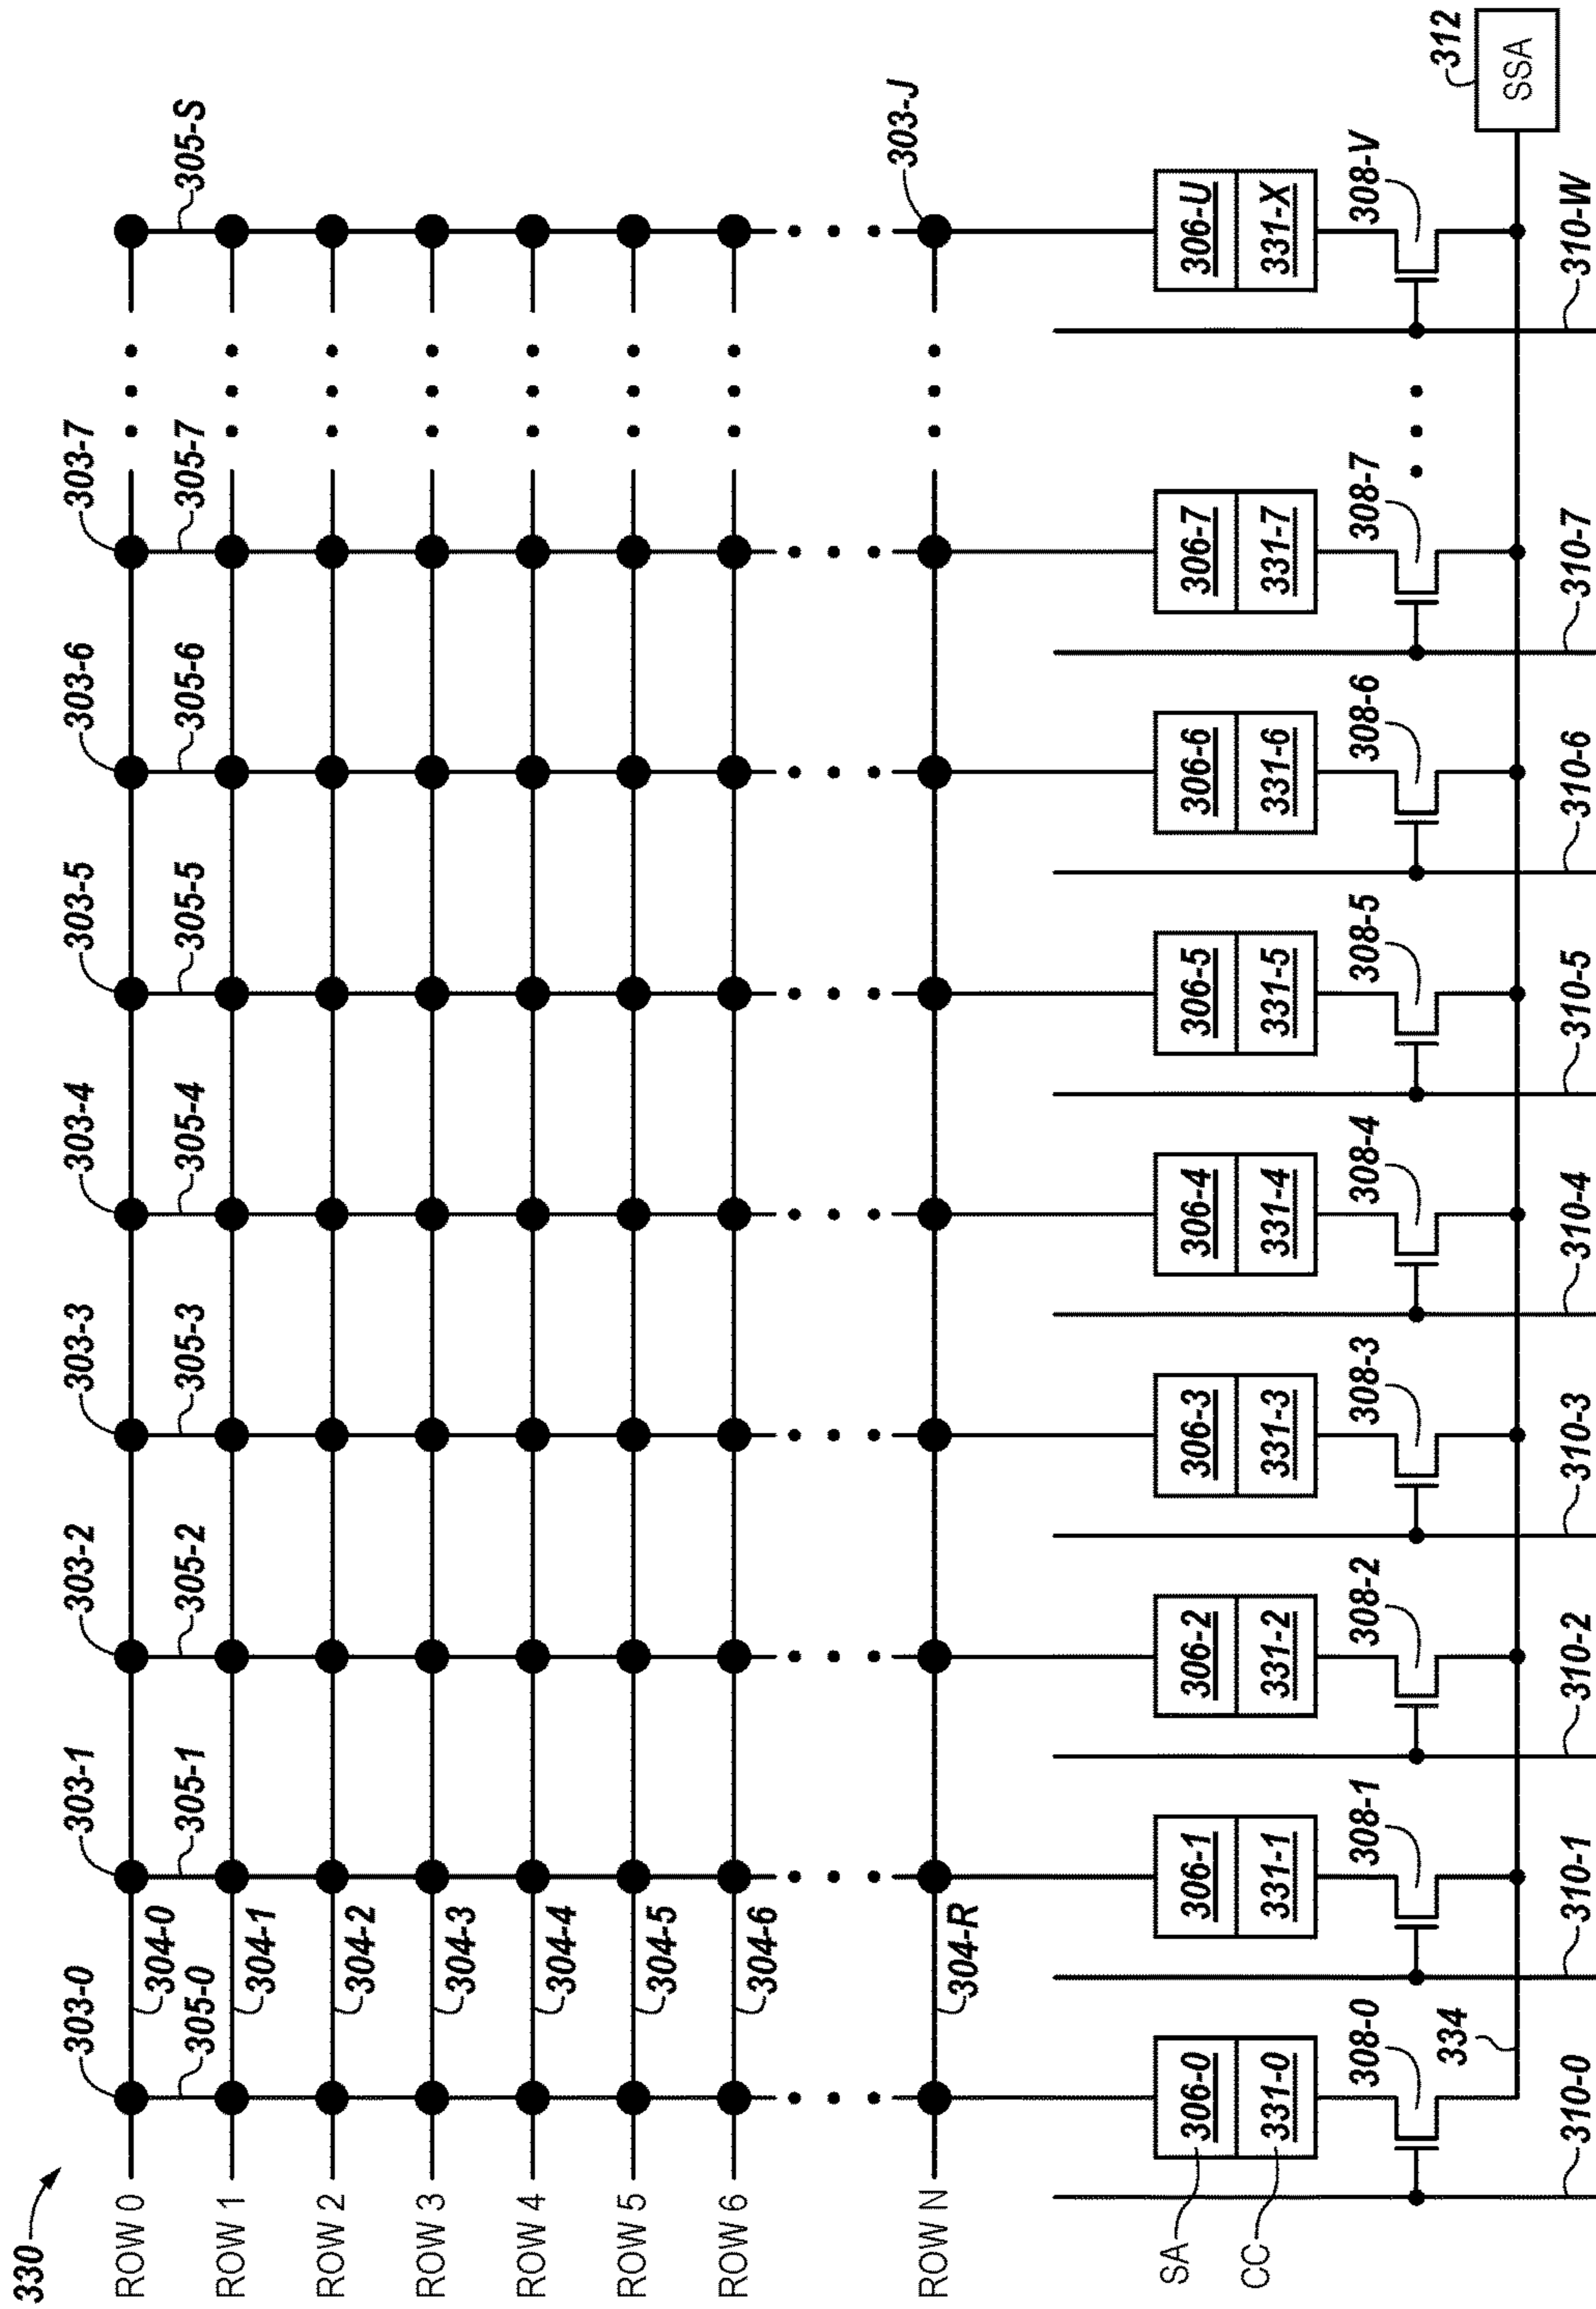 330
303-0 303-1 303-2 303-3 303-4 303-5 303-6 303-7
ROW 0
304-0
305-0 305-1 305-2 305-3 305-4 305-5 305-6 305-7 305-S
ROW 1
304-1
ROW 2
304-2
ROW 3
304-3
ROW 4
304-4
ROW 5
304-5
ROW 6
304-6
303-J
ROW N
304-R
SA
306-0 306-1 306-2 306-3 306-4 306-5 306-6 306-7 306-U
CC
331-0 331-1 331-2 331-3 331-4 331-5 331-6 331-7 331-X
308-0 308-1 308-2 308-3 308-4 308-5 308-6 308-7 308-V
334
312
SSA
310-0 310-1 310-2 310-3 310-4 310-5 310-6 310-7 310-W